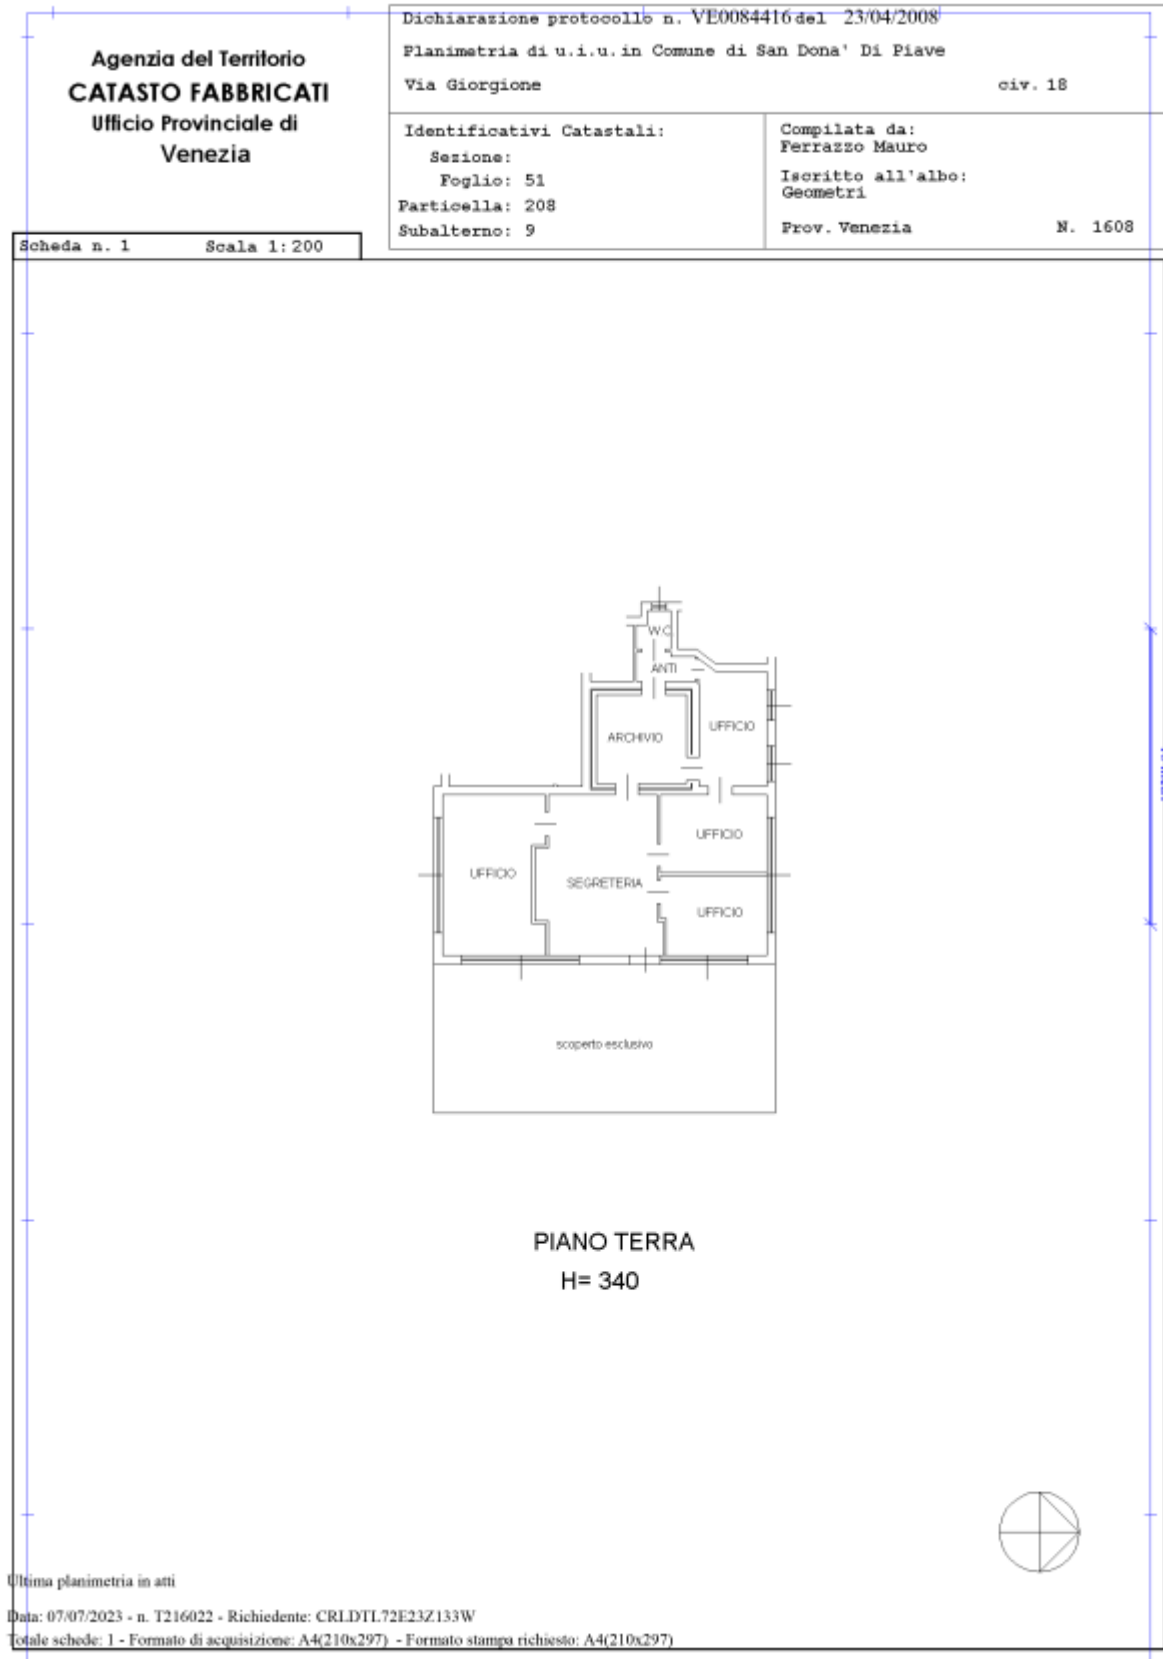 Agenzia del Territorio
CATASTO FABBRICATI
Ufficio Provinciale di
Venezia
Dichiarazione protocollo n. VE0084416 del 23/04/2008
Planimetria di u.i.u. in Comune di San Dona' Di Piave
Via Giorgione civ. 18
Identificativi Catastali:
Sezione:
Foglio: 51
Particella: 208
Subalterno: 9
Compilata da:
Ferrazzo Mauro
Iscritto all'albo:
Geometri
Prov. Venezia N. 1608
Scheda n. 1 Scala 1:200
W.C.
ANTI
UFFICIO
ARCHIVIO
UFFICIO
UFFICIO
SEGRETERIA
UFFICIO
scoperto esclusivo
PIANO TERRA
H= 340
Ultima planimetria in atti
Data: 07/07/2023 - n. T216022 - Richiedente: CRLDTL72E23Z133W
Totale schede: 1 - Formato di acquisizione: A4(210x297) - Formato stampa richiesto: A4(210x297)